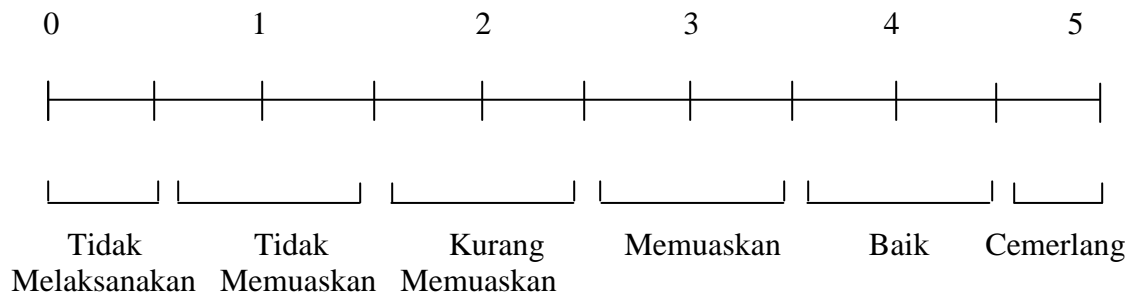 0 1 2 3 4 5
Tidak Tidak Kurang Memuaskan Baik Cemerlang
Melaksanakan Memuaskan Memuaskan